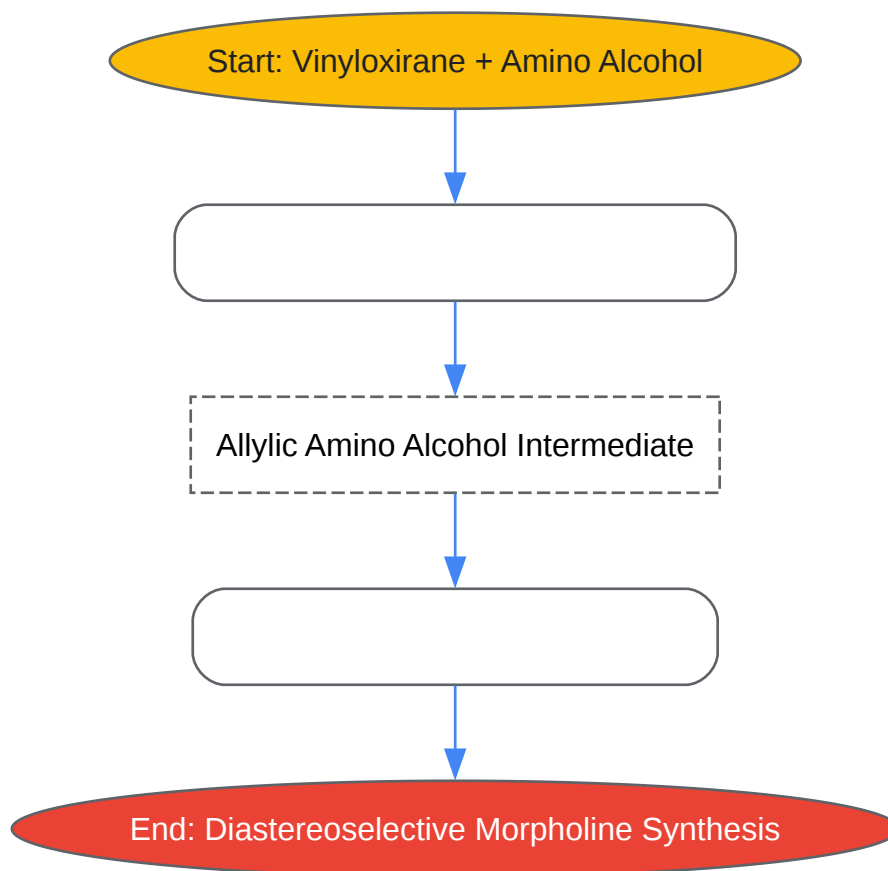 Start: Vinyloxirane + Amino Alcohol
Allylic Amino Alcohol Intermediate
End: Diastereoselective Morpholine Synthesis